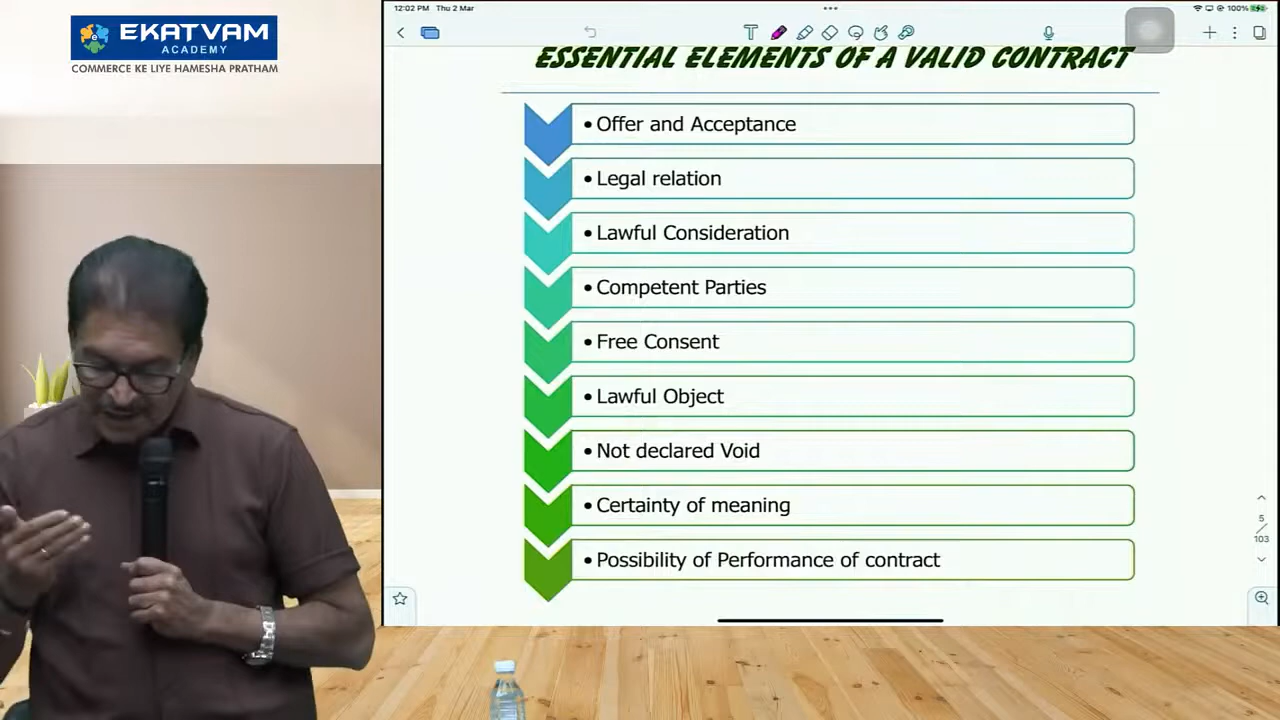 EKATVAM
ACADEMY
COMMERCE KE LIYE HAMESHA PRATHAM
12:02 PM Thu 2 Mar
100%
T
ESSENTIAL ELEMENTS OF A VALID CONTRACT
• Offer and Acceptance
• Legal relation
• Lawful Consideration
• Competent Parties
• Free Consent
• Lawful Object
• Not declared Void
• Certainty of meaning
• Possibility of Performance of contract
5
103